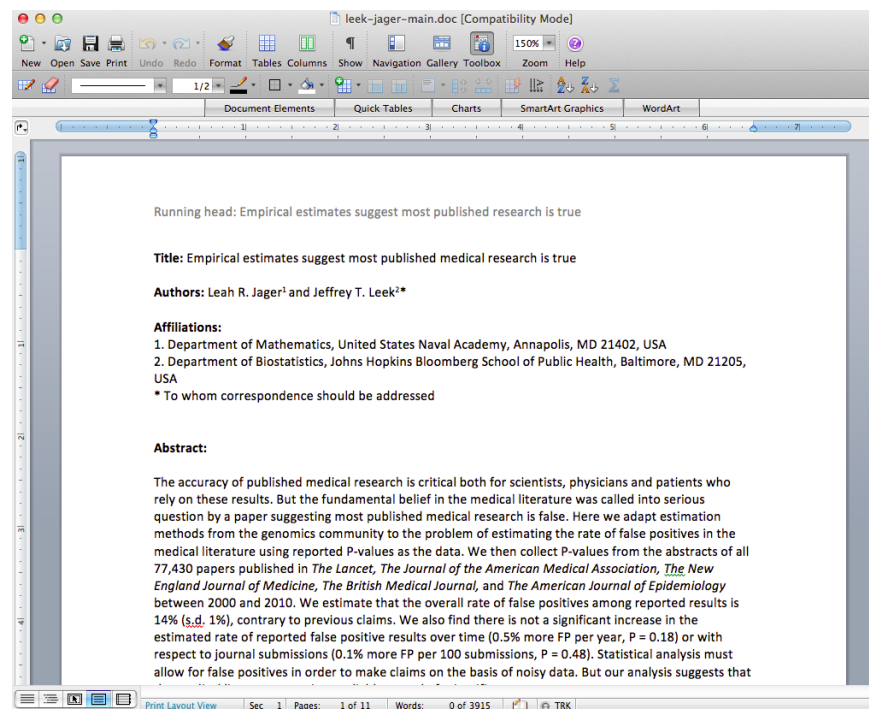 leek-jager-main.doc [Compatibility Mode]
150%
New Open Save Print Undo Redo Format Tables Columns Show Navigation Gallery Toolbox Zoom Help
1/2
Document Elements Quick Tables Charts SmartArt Graphics WordArt
1 2 3 4 5 6 7
Running head: Empirical estimates suggest most published research is true
Title: Empirical estimates suggest most published medical research is true
Authors: Leah R. Jager1 and Jeffrey T. Leek2*
Affiliations:
1. Department of Mathematics, United States Naval Academy, Annapolis, MD 21402, USA
2. Department of Biostatistics, Johns Hopkins Bloomberg School of Public Health, Baltimore, MD 21205,
USA
* To whom correspondence should be addressed
Abstract:
The accuracy of published medical research is critical both for scientists, physicians and patients who
rely on these results. But the fundamental belief in the medical literature was called into serious
question by a paper suggesting most published medical research is false. Here we adapt estimation
methods from the genomics community to the problem of estimating the rate of false positives in the
medical literature using reported P-values as the data. We then collect P-values from the abstracts of all
77,430 papers published in The Lancet, The Journal of the American Medical Association, The New
England Journal of Medicine, The British Medical Journal, and The American Journal of Epidemiology
between 2000 and 2010. We estimate that the overall rate of false positives among reported results is
14% (s.d. 1%), contrary to previous claims. We also find there is not a significant increase in the
estimated rate of reported false positive results over time (0.5% more FP per year, P = 0.18) or with
respect to journal submissions (0.1% more FP per 100 submissions, P = 0.48). Statistical analysis must
allow for false positives in order to make claims on the basis of noisy data. But our analysis suggests that
Print Layout View Sec 1 Pages: 1 of 11 Words: 0 of 3915 TRK